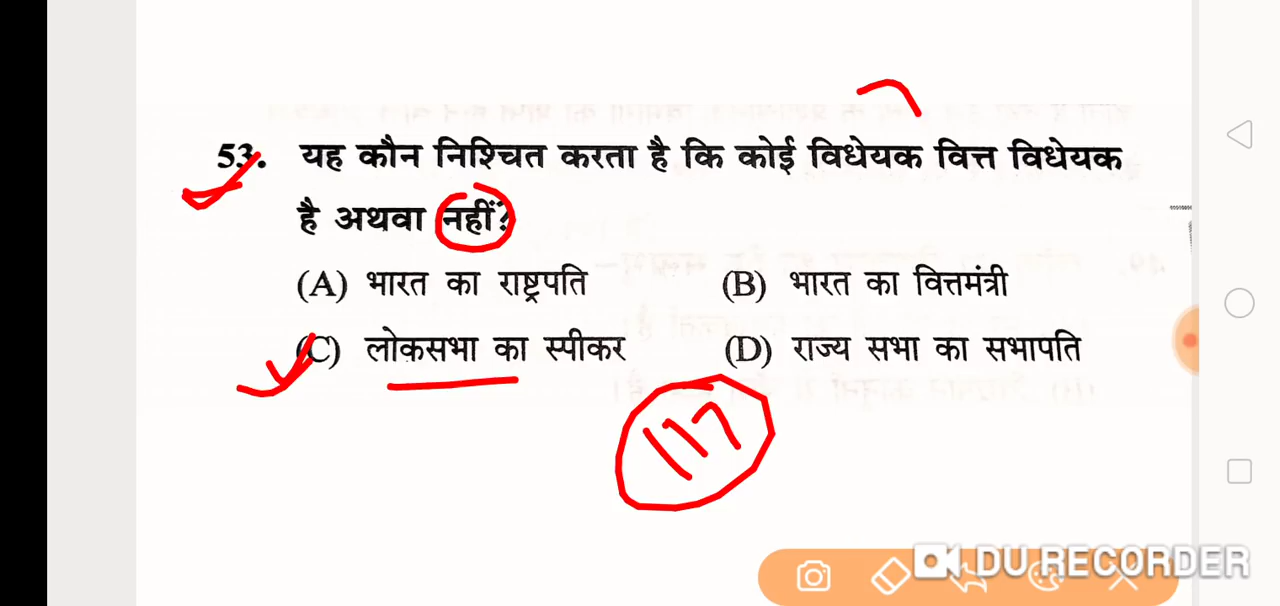 53. यह कौन निश्चित करता है कि कोई विधेयक वित्त विधेयक
है अथवा नहीं?
(A) भारत का राष्ट्रपति (B) भारत का वित्तमंत्री
(C) लोकसभा का स्पीकर (D) राज्य सभा का सभापति
117
DU RECORDER